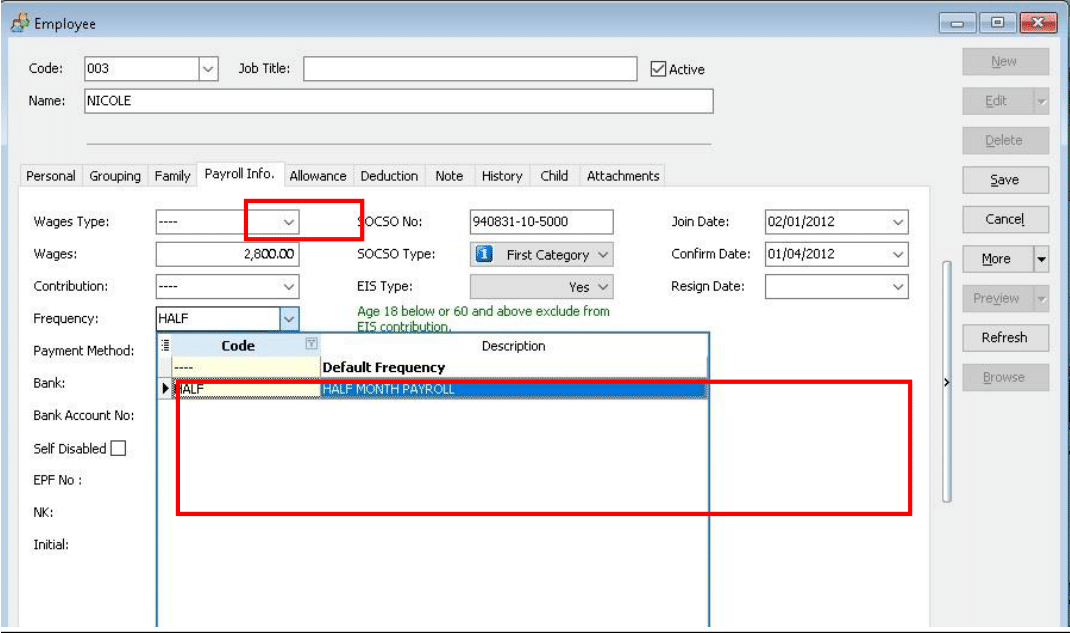 Employee
Code: 003 Job Title: Active
Name: NICOLE
New
Edit
Delete
Save
Cancel
More
Preview
Refresh
Browse
Personal Grouping Family Payroll Info. Allowance Deduction Note History Child Attachments
Wages Type: ---- SOCSO No: 940831-10-5000 Join Date: 02/01/2012
Wages: 2,800.00 SOCSO Type: First Category Confirm Date: 01/04/2012
Contribution: ---- EIS Type: Yes Resign Date:
Frequency: HALF Age 18 below or 60 and above exclude from
EIS contribution.
Payment Method:
Bank:
Bank Account No:
Self Disabled
EPF No :
NK:
Initial:
Code Description
---- Default Frequency
HALF HALF MONTH PAYROLL